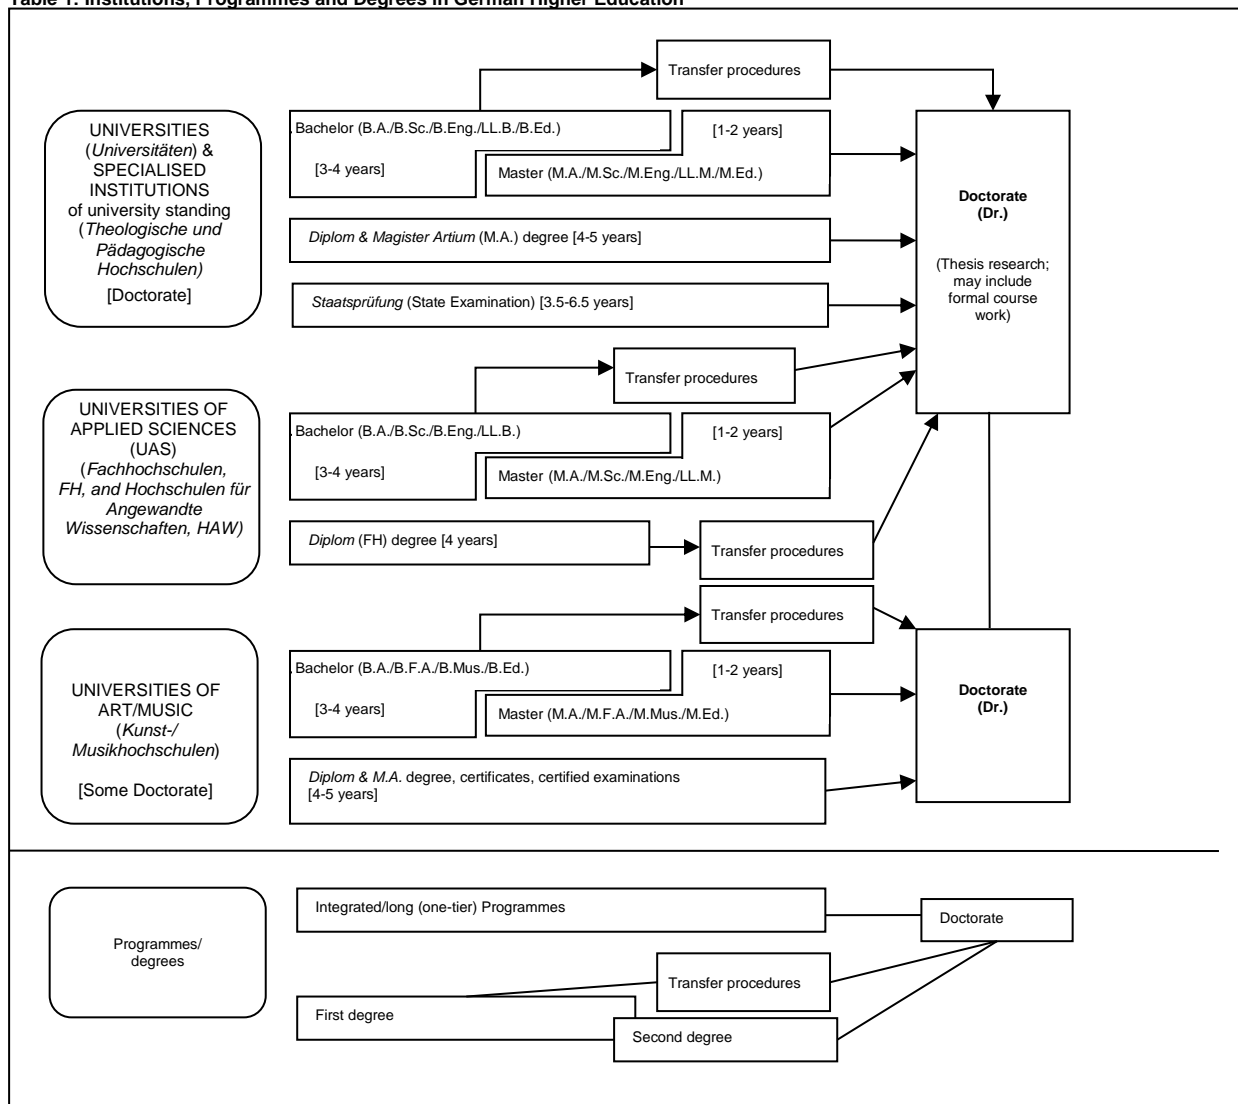 Table 1: Institutions, Programmes and Degrees in German Higher Education
Transfer procedures
UNIVERSITIES
(Universitäten) &
SPECIALISED
INSTITUTIONS
of university standing
(Theologische und
Pädagogische
Hochschulen)
[Doctorate]
Bachelor (B.A./B.Sc./B.Eng./LL.B./B.Ed.)
[3-4 years]
[1-2 years]
Master (M.A./M.Sc./M.Eng./LL.M./M.Ed.)
Diplom & Magister Artium (M.A.) degree [4-5 years]
Staatsprüfung (State Examination) [3.5-6.5 years]
Doctorate
(Dr.)
(Thesis research;
may include
formal course
work)
Transfer procedures
UNIVERSITIES OF
APPLIED SCIENCES
(UAS)
(Fachhochschulen,
FH, and Hochschulen für
Angewandte
Wissenschaften, HAW)
Bachelor (B.A./B.Sc./B.Eng./LL.B.)
[3-4 years]
[1-2 years]
Master (M.A./M.Sc./M.Eng./LL.M.)
Diplom (FH) degree [4 years]
Transfer procedures
Transfer procedures
UNIVERSITIES OF
ART/MUSIC
(Kunst-/
Musikhochschulen)
[Some Doctorate]
Bachelor (B.A./B.F.A./B.Mus./B.Ed.)
[3-4 years]
[1-2 years]
Master (M.A./M.F.A./M.Mus./M.Ed.)
Diplom & M.A. degree, certificates, certified examinations
[4-5 years]
Doctorate
(Dr.)
Programmes/
degrees
Integrated/long (one-tier) Programmes
Doctorate
Transfer procedures
First degree
Second degree